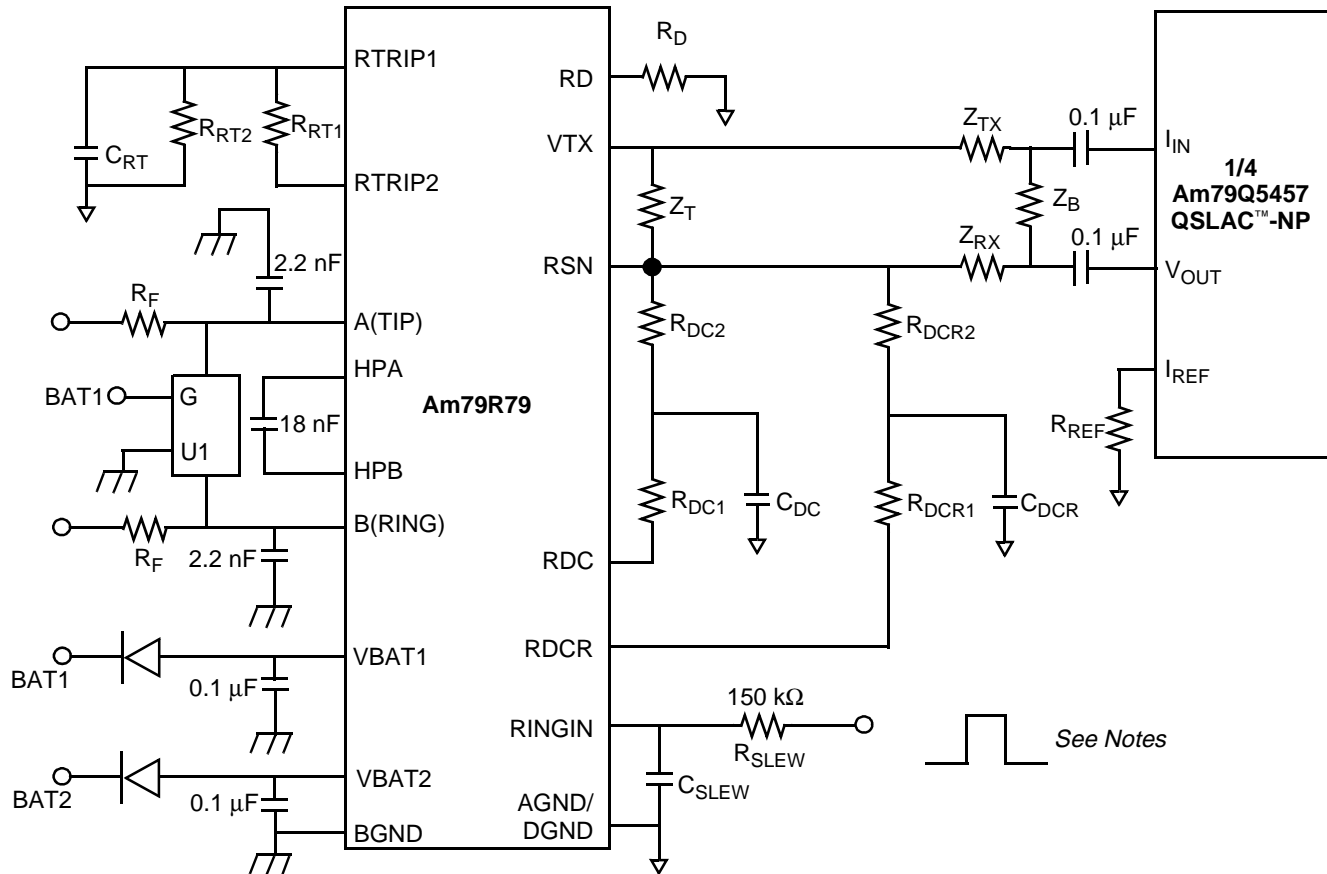 RTRIP1
R_RT2
R_RT1
C_RT
RTRIP2
2.2 nF
R_F
A(TIP)
HPA
BAT1
G
18 nF
U1
HPB
B(RING)
R_F
2.2 nF
VBAT1
BAT1
0.1 μF
VBAT2
BAT2
0.1 μF
BGND
Am79R79
RD
R_D
VTX
Z_T
RSN
Z_TX
0.1 μF
Z_B
Z_RX
0.1 μF
R_DC2
R_DCR2
R_DC1
C_DC
R_DCR1
C_DCR
RDC
RDCR
150 kΩ
RINGIN
R_SLEW
C_SLEW
AGND/
DGND
I_IN
1/4
Am79Q5457
QSLAC™-NP
V_OUT
I_REF
R_REF
See Notes